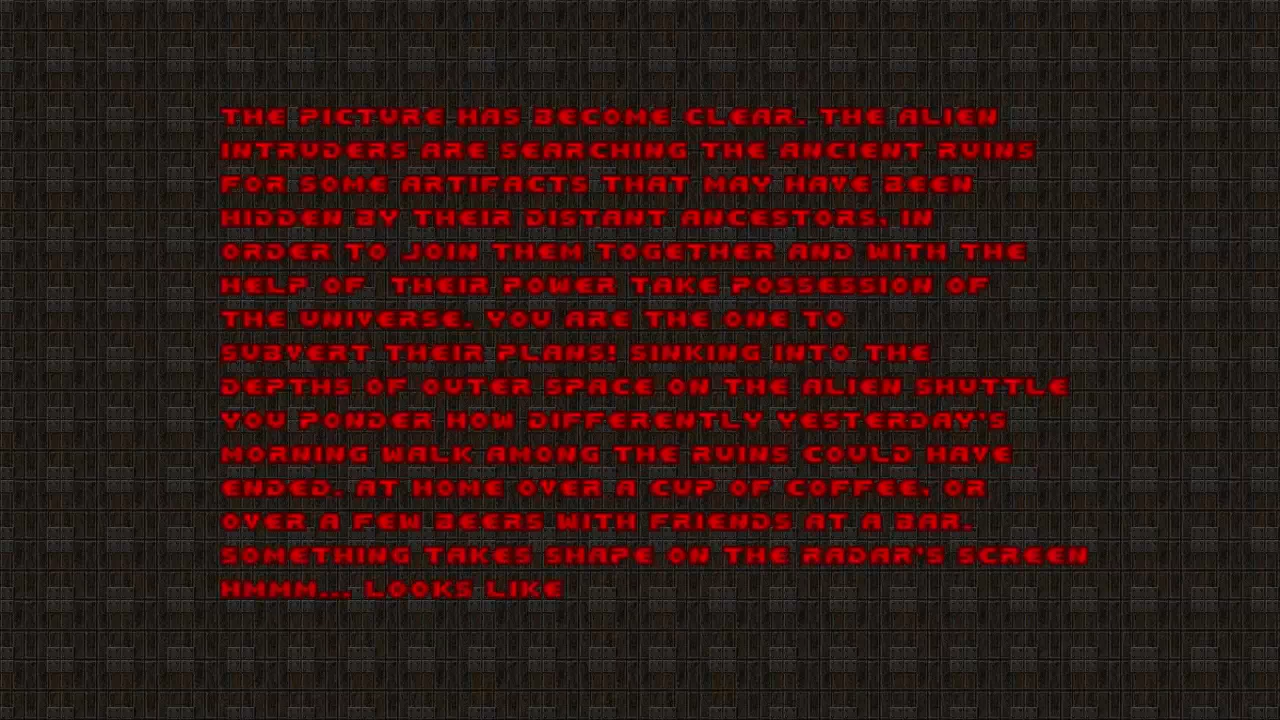 THE PICTURE HAS BECOME CLEAR. THE ALIEN
INTRUDERS ARE SEARCHING THE ANCIENT RUINS
FOR SOME ARTIFACTS THAT MAY HAVE BEEN
HIDDEN BY THEIR DISTANT ANCESTORS, IN
ORDER TO JOIN THEM TOGETHER AND WITH THE
HELP OF  THEIR POWER TAKE POSSESSION OF
THE UNIVERSE. YOU ARE THE ONE TO
SUBVERT THEIR PLANS! SINKING INTO THE
DEPTHS OF OUTER SPACE ON THE ALIEN SHUTTLE
YOU PONDER HOW DIFFERENTLY YESTERDAY'S
MORNING WALK AMONG THE RUINS COULD HAVE
ENDED. AT HOME OVER A CUP OF COFFEE, OR
OVER A FEW BEERS WITH FRIENDS AT A BAR.
SOMETHING TAKES SHAPE ON THE RADAR'S SCREEN
HMMM... LOOKS LIKE